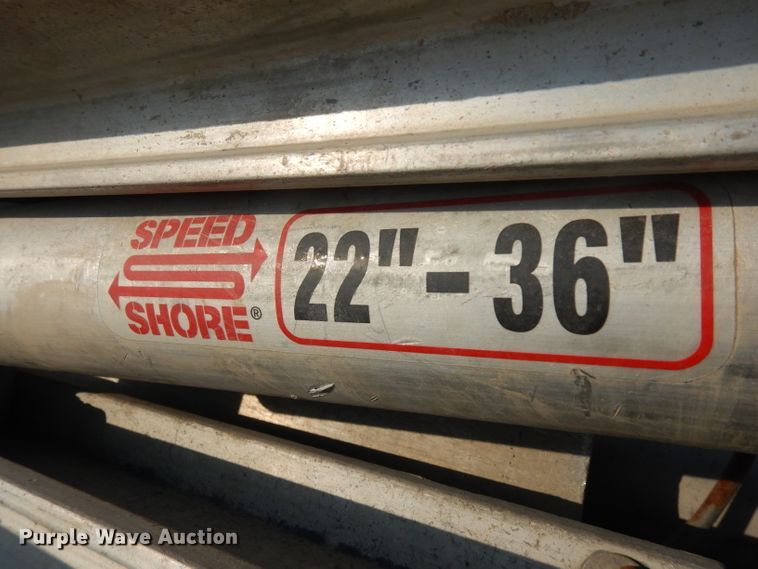 SPEED
SHORE®
22"-36"
Purple Wave Auction